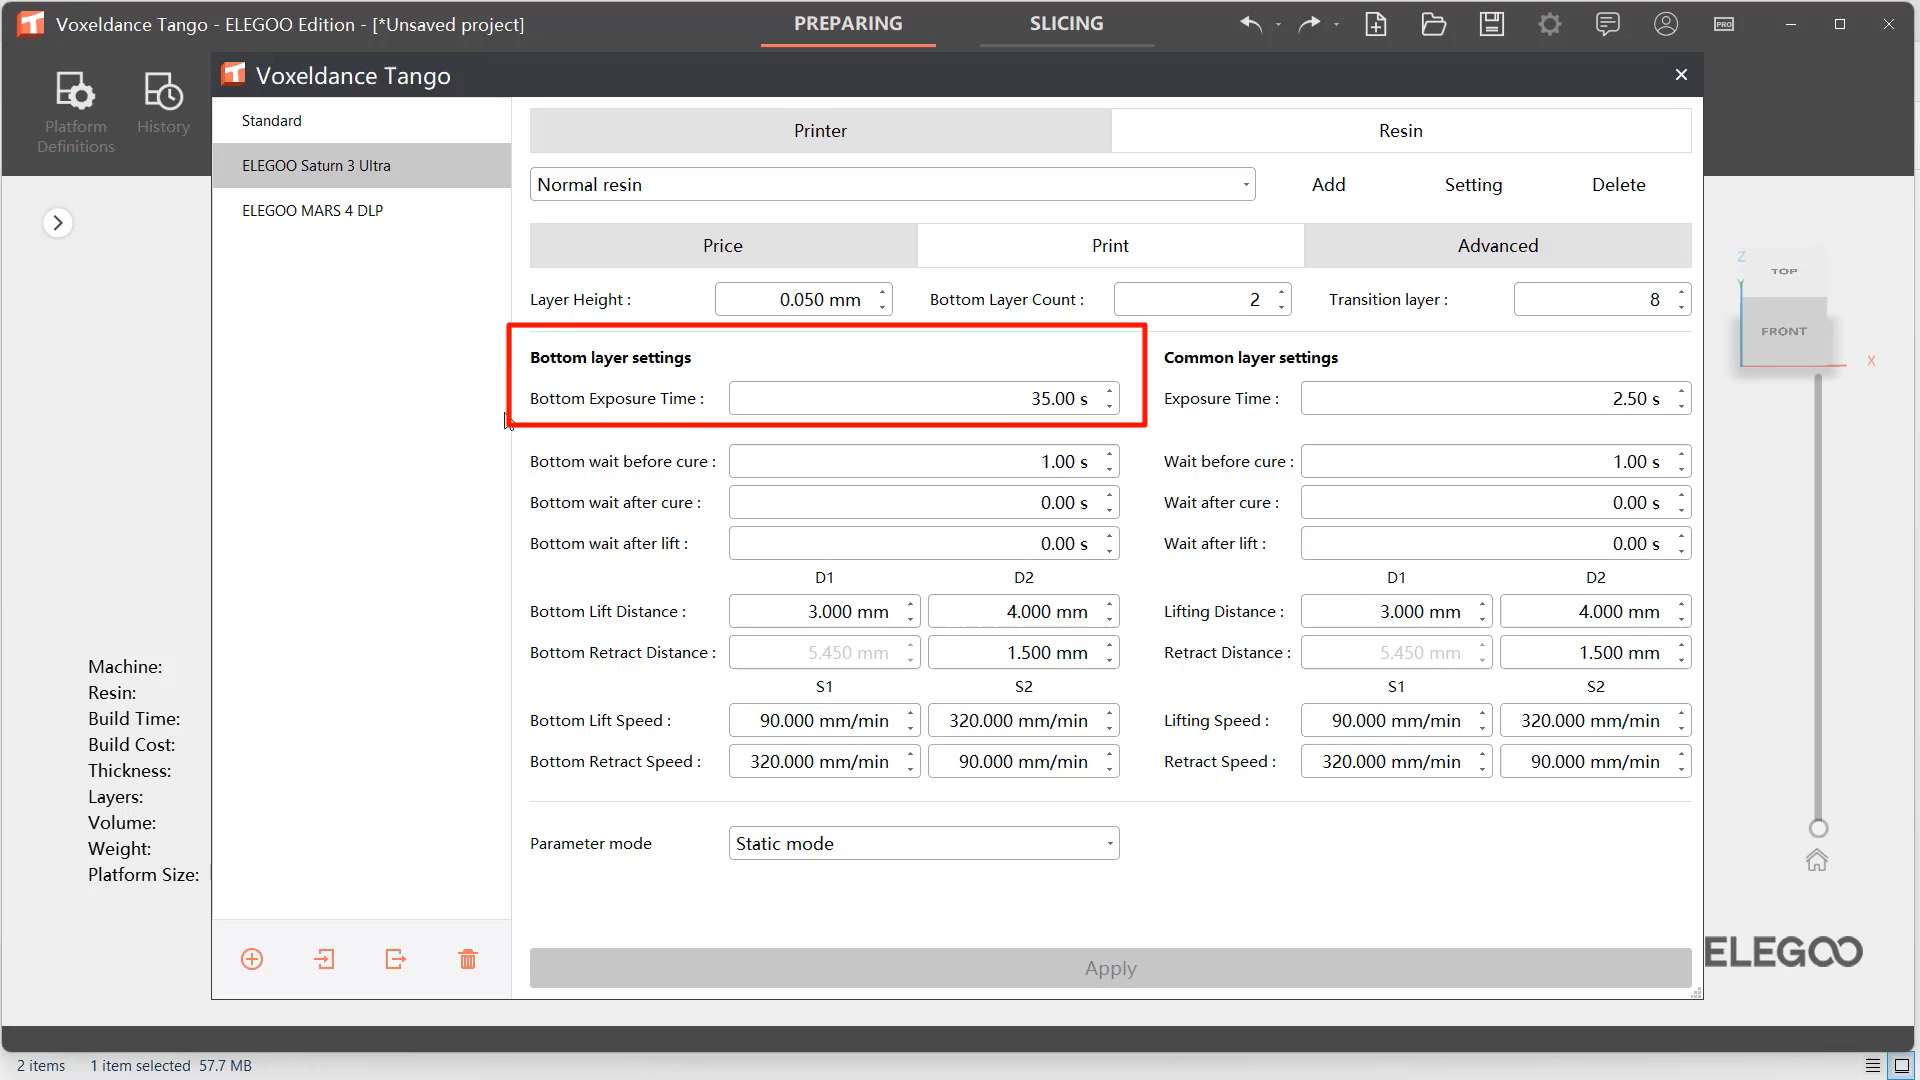 Voxeldance Tango - ELEGOO Edition - [*Unsaved project]
PREPARING
SLICING
PRO
Platform
Definitions
History
Voxeldance Tango
Standard
ELEGOO Saturn 3 Ultra
ELEGOO MARS 4 DLP
Printer
Resin
Normal resin
Add
Setting
Delete
Price
Print
Advanced
Layer Height :
0.050 mm
Bottom Layer Count :
2
Transition layer :
8
Bottom layer settings
Common layer settings
Bottom Exposure Time :
35.00 s
Exposure Time :
2.50 s
Bottom wait before cure :
1.00 s
Wait before cure :
1.00 s
Bottom wait after cure :
0.00 s
Wait after cure :
0.00 s
Bottom wait after lift :
0.00 s
Wait after lift :
0.00 s
D1
D2
D1
D2
Bottom Lift Distance :
3.000 mm
4.000 mm
Lifting Distance :
3.000 mm
4.000 mm
Bottom Retract Distance :
5.450 mm
1.500 mm
Retract Distance :
5.450 mm
1.500 mm
S1
S2
S1
S2
Bottom Lift Speed :
90.000 mm/min
320.000 mm/min
Lifting Speed :
90.000 mm/min
320.000 mm/min
Bottom Retract Speed :
320.000 mm/min
90.000 mm/min
Retract Speed :
320.000 mm/min
90.000 mm/min
Parameter mode
Static mode
Apply
Machine:
Resin:
Build Time:
Build Cost:
Thickness:
Layers:
Volume:
Weight:
Platform Size:
Z
TOP
Y
FRONT
X
ELEGOO
2 items
1 item selected 57.7 MB